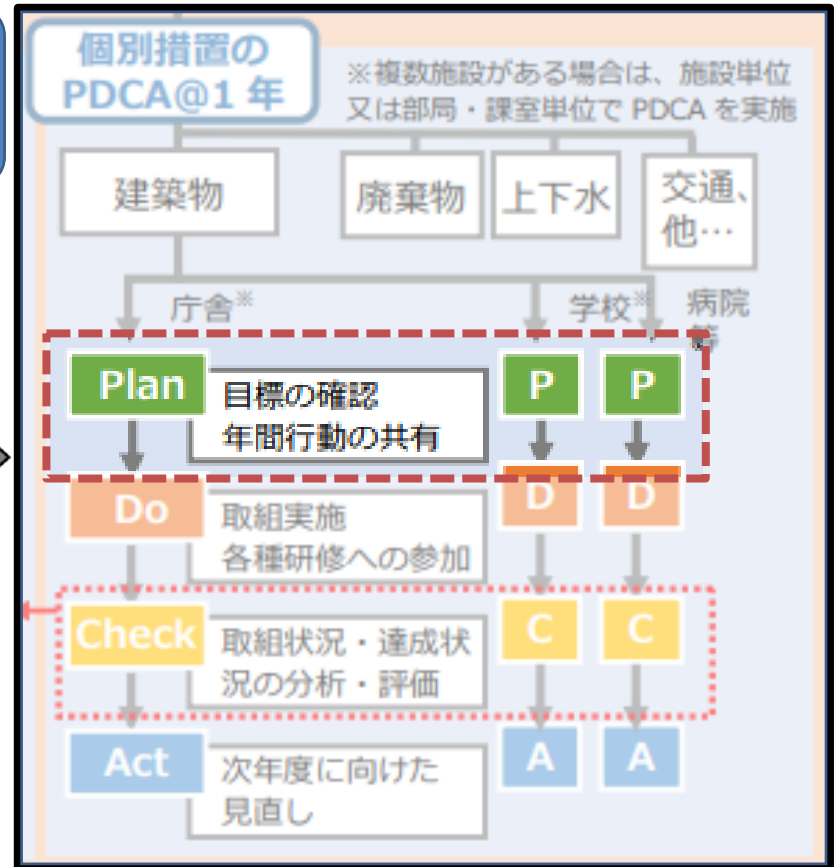 個別措置の
PDCA@1 年
※複数施設がある場合は、施設単位
又は部局・課室単位で PDCA を実施
建築物
廃棄物
上下水
交通、
他…
庁舎※
学校※
病院
等
Plan
目標の確認
年間行動の共有
P
P
Do
取組実施
各種研修への参加
D
D
Check
取組状況・達成状
況の分析・評価
C
C
Act
次年度に向けた
見直し
A
A